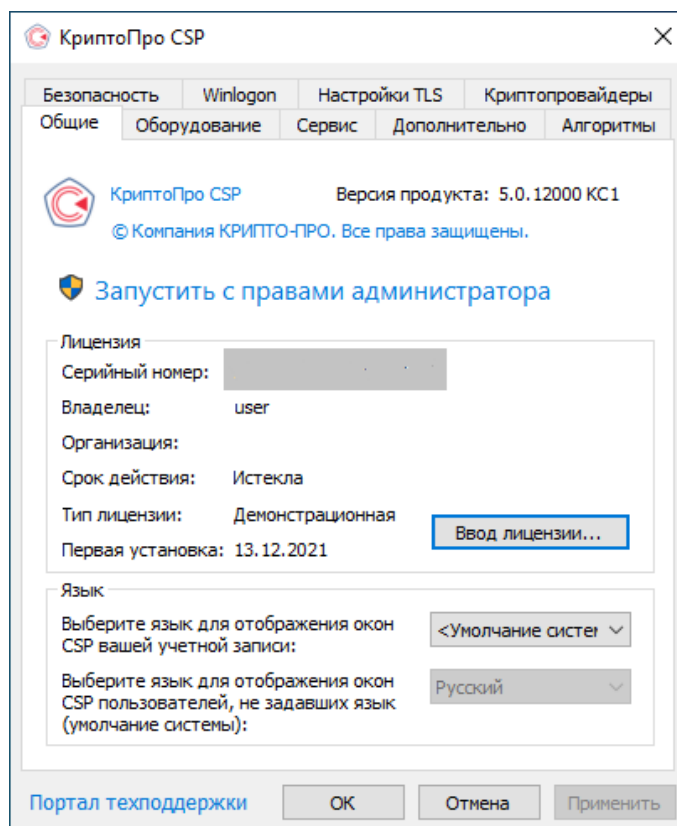 КриптоПро CSP
Безопасность Winlogon Настройки TLS Криптопровайдеры
Общие Оборудование Сервис Дополнительно Алгоритмы
КриптоПро CSP Версия продукта: 5.0.12000 КС1
© Компания КРИПТО-ПРО. Все права защищены.
Запустить с правами администратора
Лицензия
Серийный номер:
Владелец: user
Организация:
Срок действия: Истекла
Тип лицензии: Демонстрационная
Ввод лицензии...
Первая установка: 13.12.2021
Язык
Выберите язык для отображения окон
CSP вашей учетной записи:
<Умолчание систег
Выберите язык для отображения окон
CSP пользователей, не задавших язык
(умолчание системы):
Русский
Портал техподдержки ОК Отмена Применить